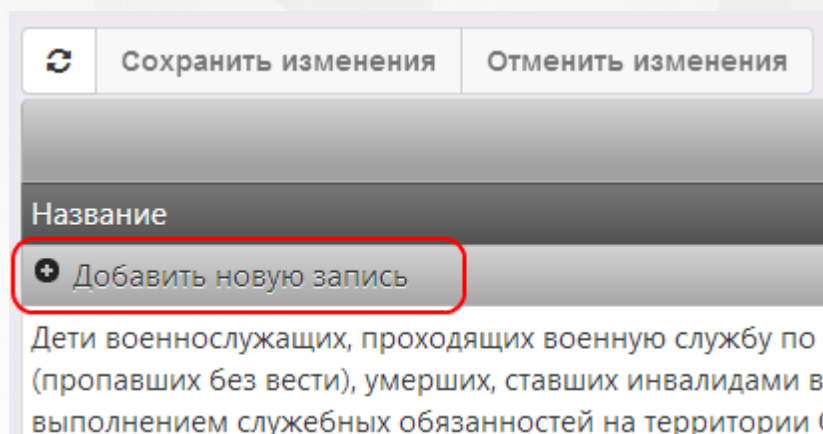 Сохранить изменения Отменить изменения
Название
Добавить новую запись
Дети военнослужащих, проходящих военную службу по
(пропавших без вести), умерших, ставших инвалидами в
выполнением служебных обязанностей на территории